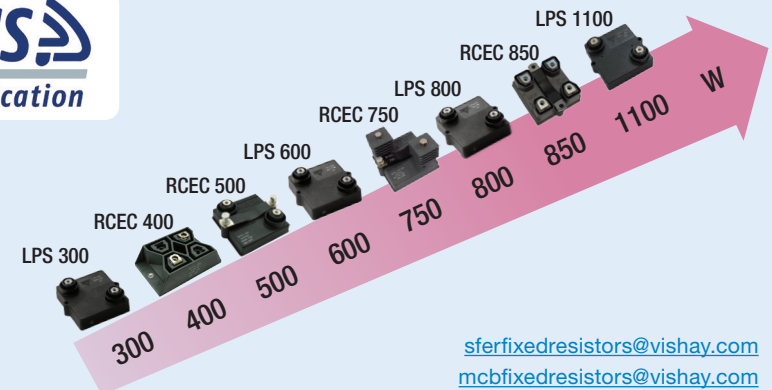 cation
LPS 1100
RCEC 850
LPS 800
RCEC 750
LPS 600
RCEC 500
RCEC 400
LPS 300
300 400 500 600 750 800 850 1100 W
sferfixedresistors@vishay.com
mcbfixedresistors@vishay.com